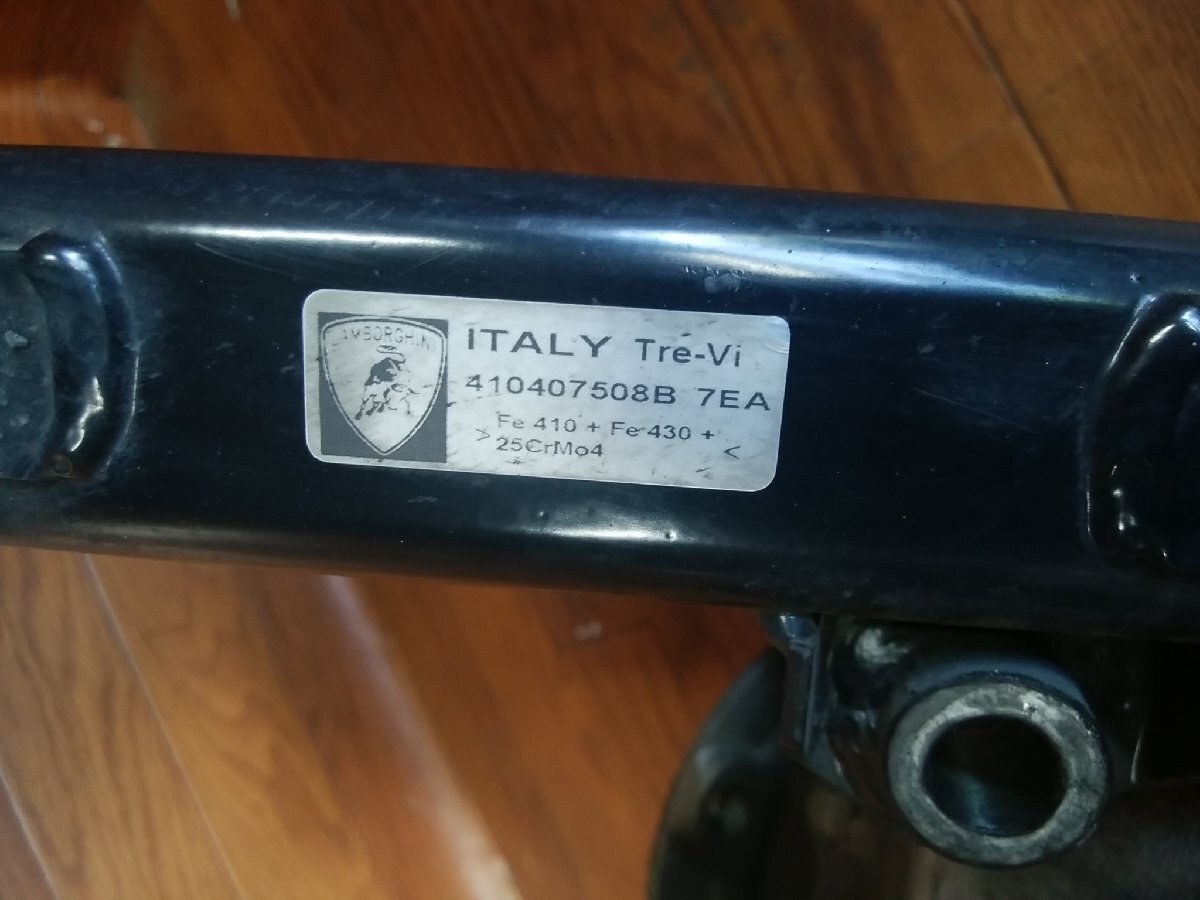 LAMBORGHINI
ITALY Tre-Vi
410407508B 7EA
>Fe 410 + Fe 430 +
25CrMo4 <